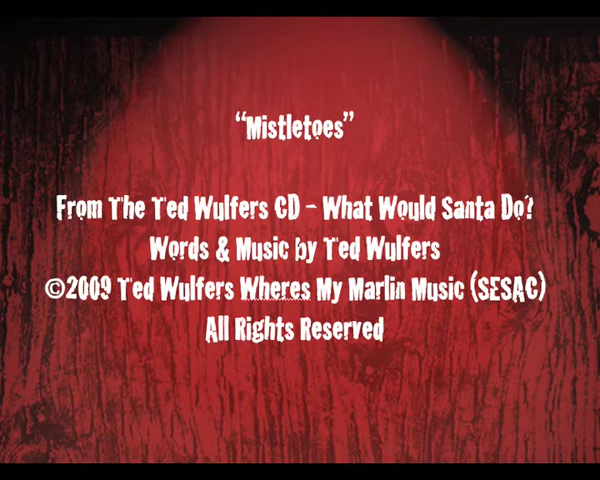 “Mistletoes”
From The Ted Wulfers CD – What Would Santa Do?
Words & Music by Ted Wulfers
©2009 Ted Wulfers Wheres My Marlin Music (SESAC)
All Rights Reserved